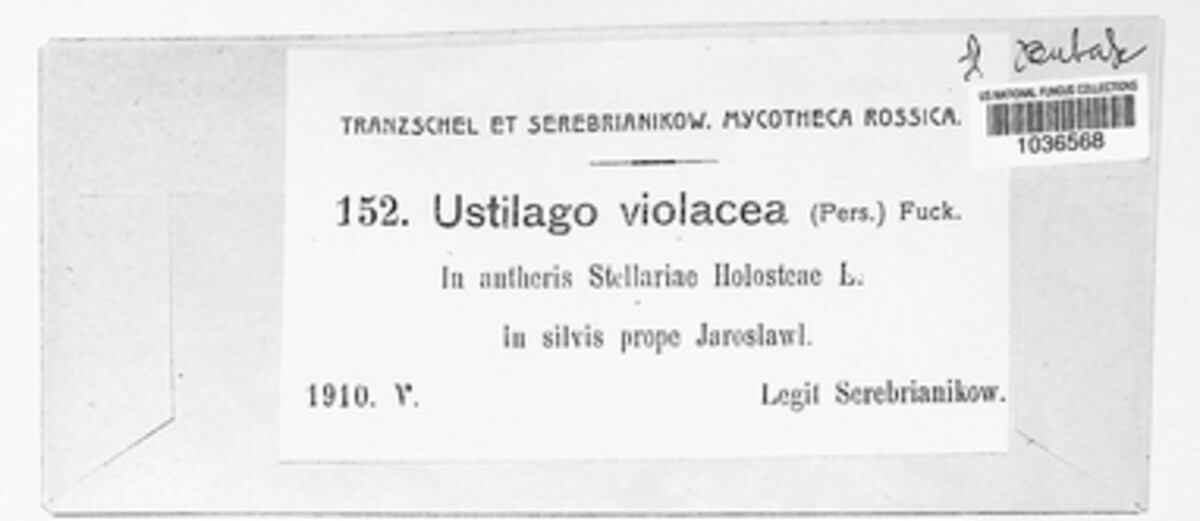 US NATIONAL FUNGUS COLLECTIONS
1036568
TRANZSCHEL ET SEREBRIANIKOW. MYCOTHECA ROSSICA.
152. Ustilago violacea (Pers.) Fuck.
In antheris Stellariae Holosteae L.
In silvis prope Jaroslawl.
1910. V. Legit Serebrianikow.